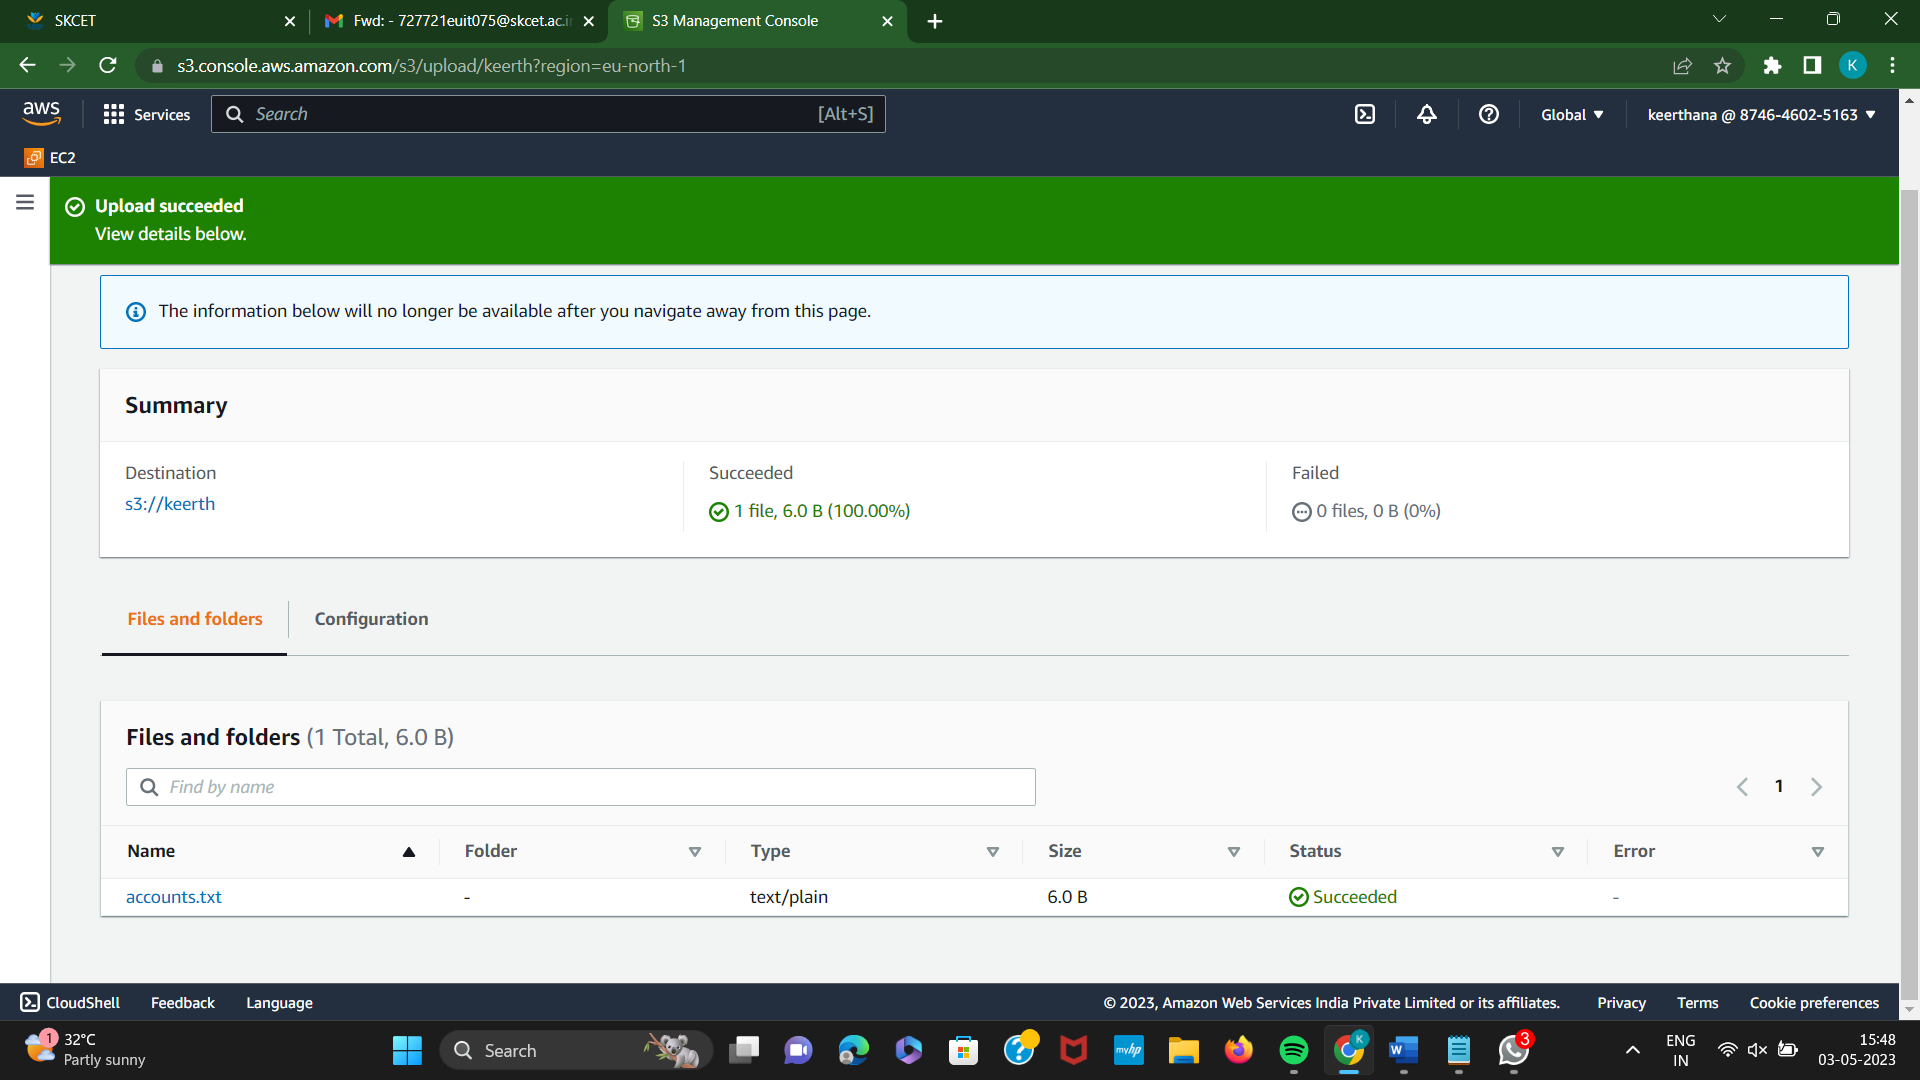 SKCET
Fwd: - 727721euit075@skcet.ac.i
S3 Management Console
s3.console.aws.amazon.com/s3/upload/keerth?region=eu-north-1
K
aws
Services
Search
[Alt+S]
Global
keerthana @ 8746-4602-5163
EC2
Upload succeeded
View details below.
The information below will no longer be available after you navigate away from this page.
Summary
Destination
s3://keerth
Succeeded
1 file, 6.0 B (100.00%)
Failed
0 files, 0 B (0%)
Files and folders
Configuration
Files and folders (1 Total, 6.0 B)
Find by name
1
Name
Folder
Type
Size
Status
Error
accounts.txt
-
text/plain
6.0 B
Succeeded
-
CloudShell
Feedback
Language
© 2023, Amazon Web Services India Private Limited or its affiliates.
Privacy
Terms
Cookie preferences
1
32°C
Partly sunny
Search
myhp
K
W
3
ENG
IN
15:48
03-05-2023